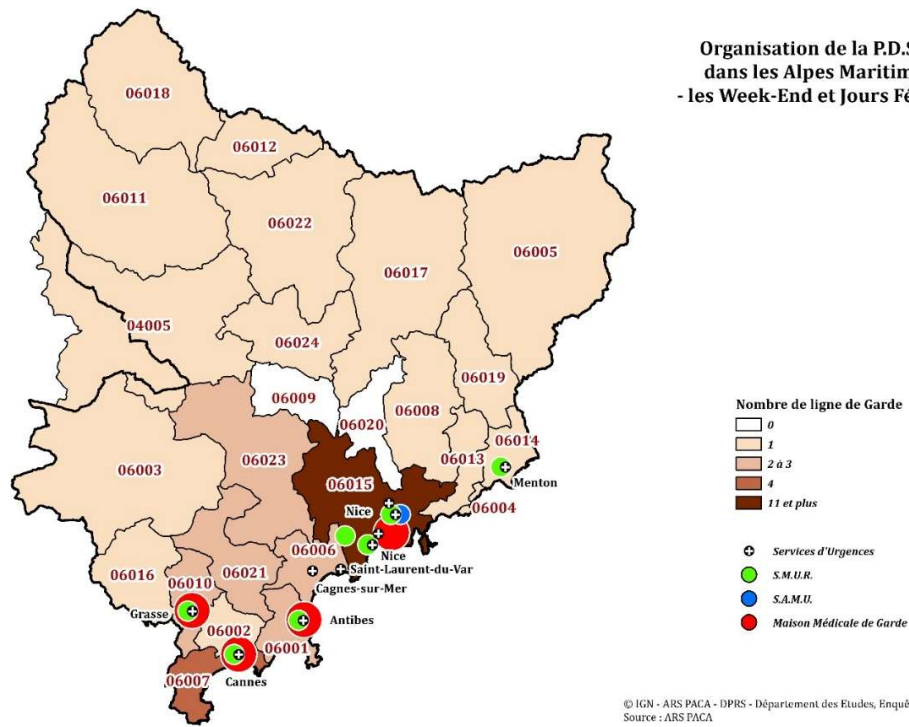 Organisation de la P.D.S
dans les Alpes Maritim
- les Week-End et Jours Fé
06018
06012
06011
06022
06005
06017
04005
06024
06019
06009
06020
06008
06014
06003
06023
06013
Menton
06015
06004
Nice
Nice
06006
Saint-Laurent-du-Var
06016
06010
06021
Cagnes-sur-Mer
Grasse
06002
Antibes
06001
06007
Cannes
Nombre de ligne de Garde
0
1
2 à 3
4
11 et plus
Services d'Urgences
S.M.U.R.
S.A.M.U.
Maison Médicale de Garde
© IGN - ARS PACA - DPRS - Département des Etudes, Enquê
Source : ARS PACA